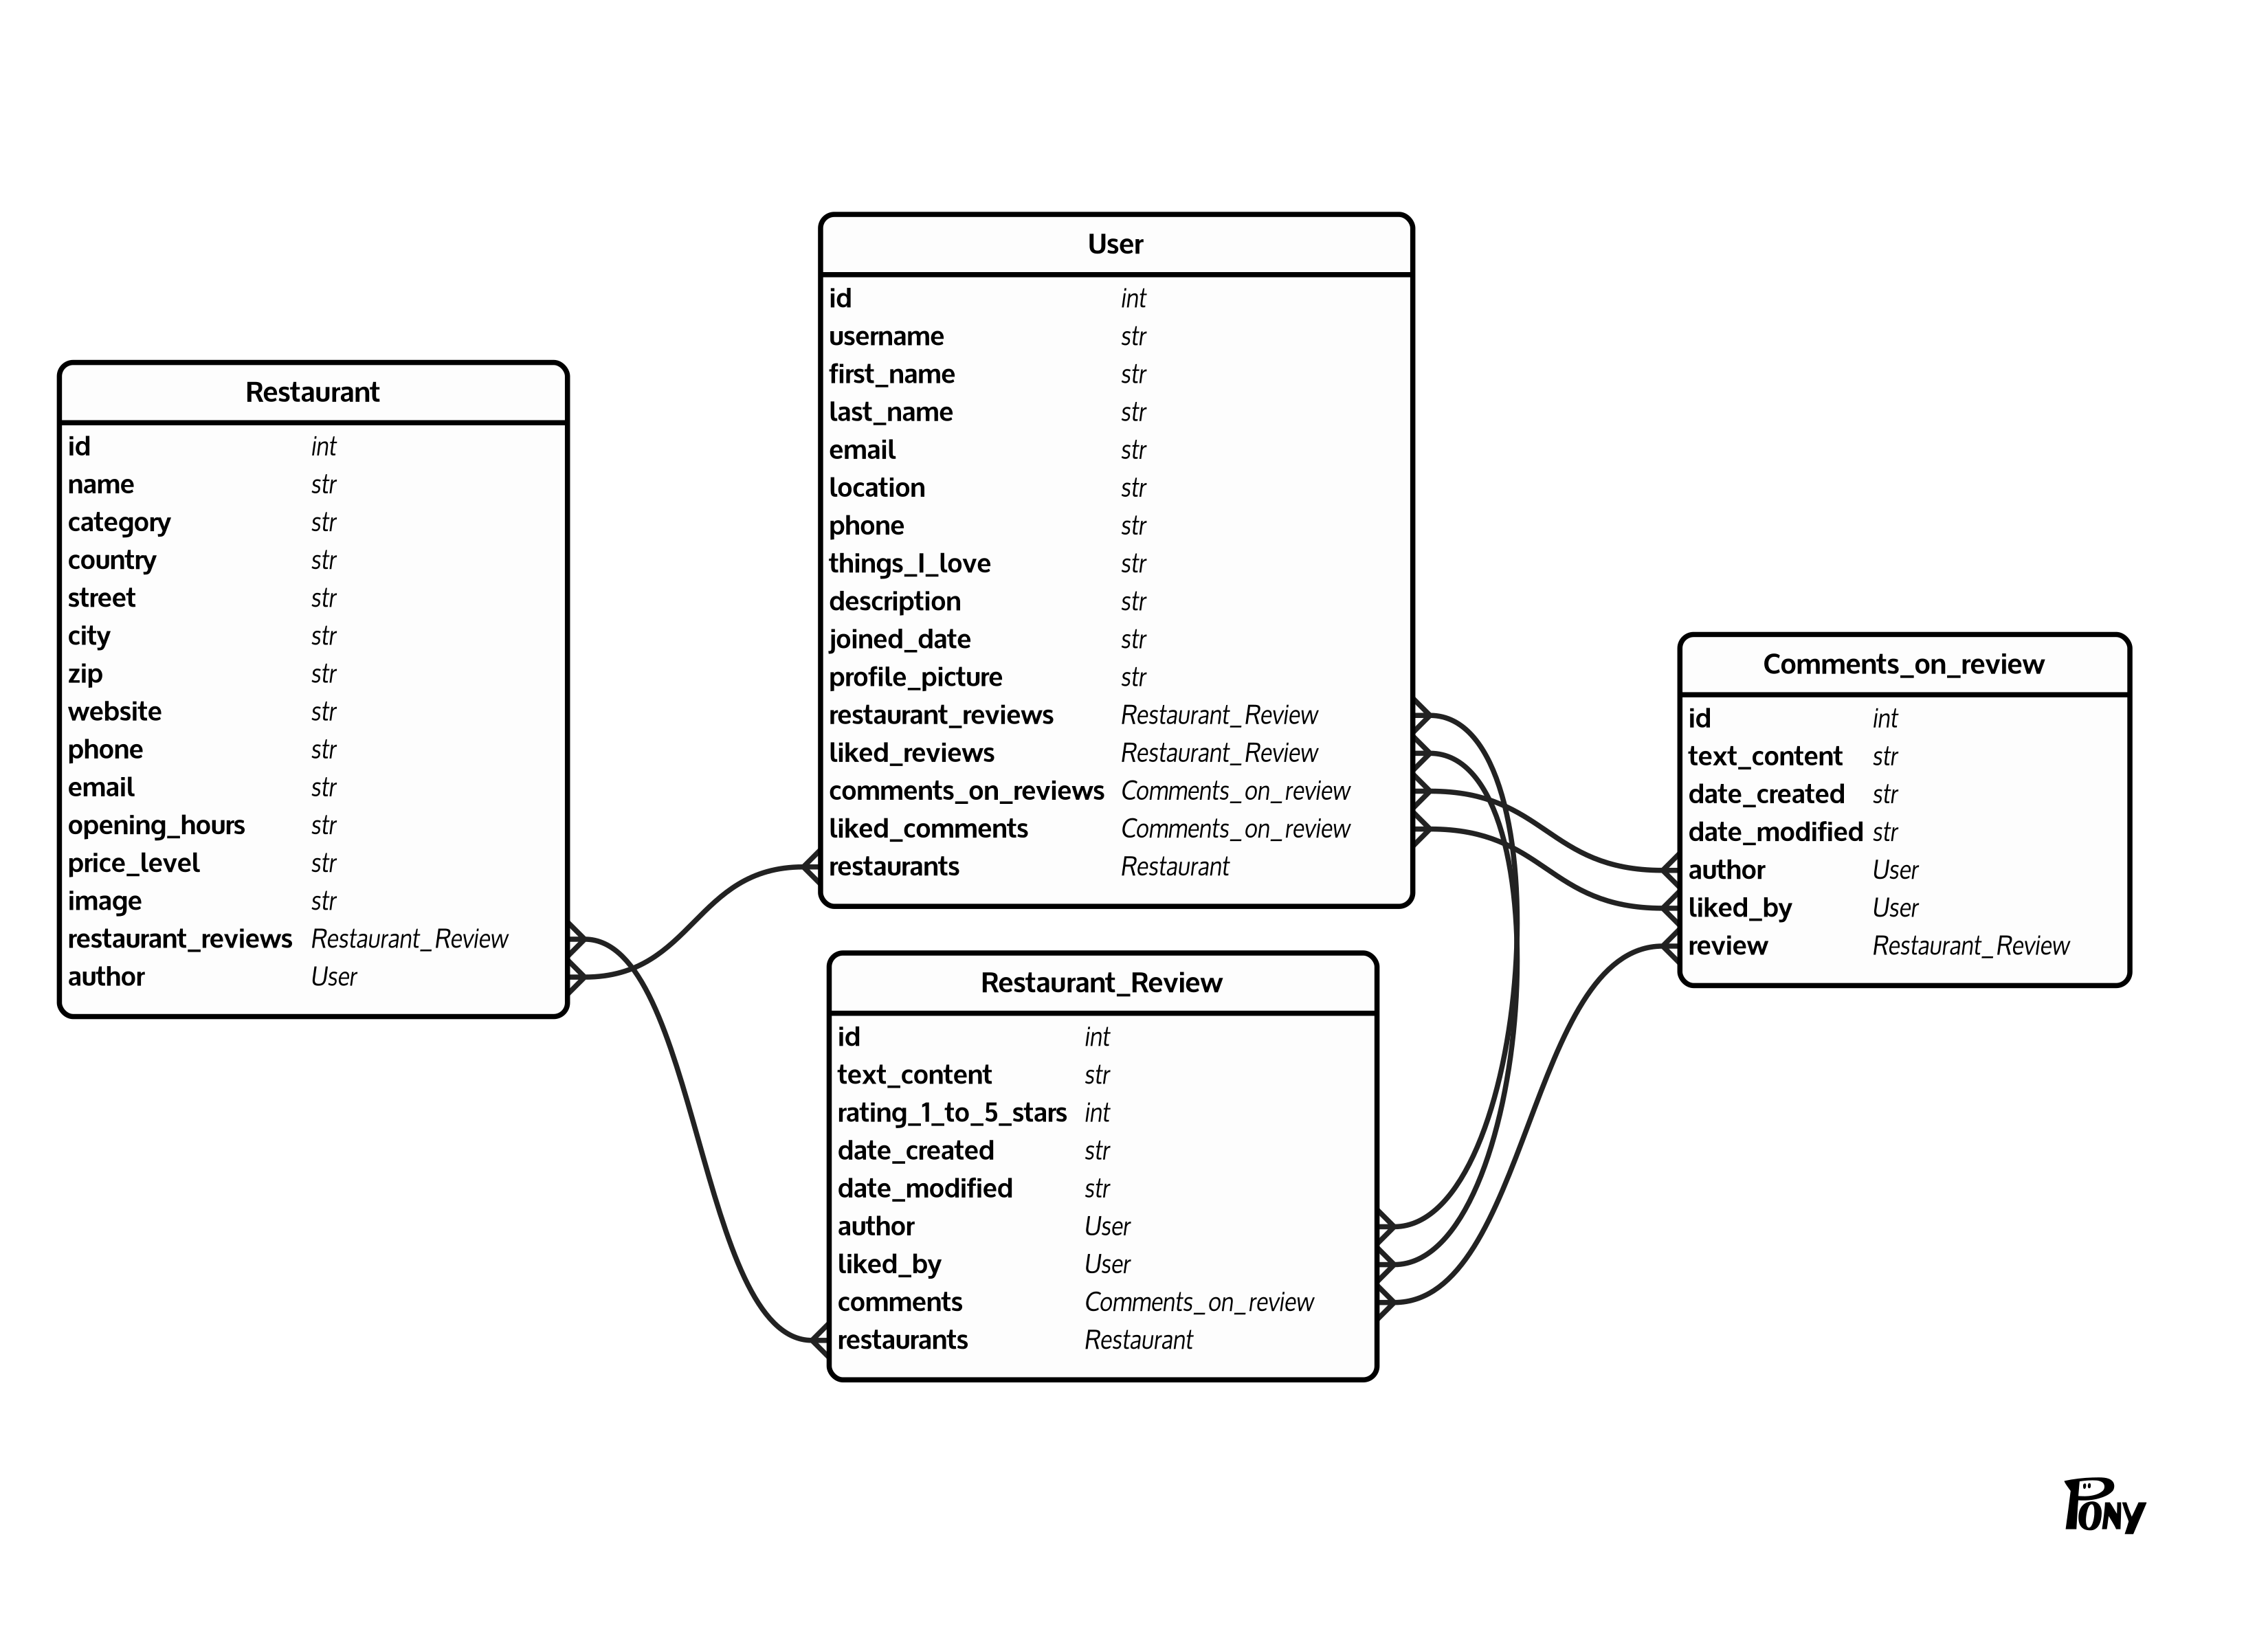 User
id int
username str
first_name str
last_name str
email str
location str
phone str
things_I_love str
description str
joined_date str
profile_picture str
restaurant_reviews Restaurant_Review
liked_reviews Restaurant_Review
comments_on_reviews Comments_on_review
liked_comments Comments_on_review
restaurants Restaurant
Restaurant
id int
name str
category str
country str
street str
city str
zip str
website str
phone str
email str
opening_hours str
price_level str
image str
restaurant_reviews Restaurant_Review
author User
Comments_on_review
id int
text_content str
date_created str
date_modified str
author User
liked_by User
review Restaurant_Review
Restaurant_Review
id int
text_content str
rating_1_to_5_stars int
date_created str
date_modified str
author User
liked_by User
comments Comments_on_review
restaurants Restaurant
PONY